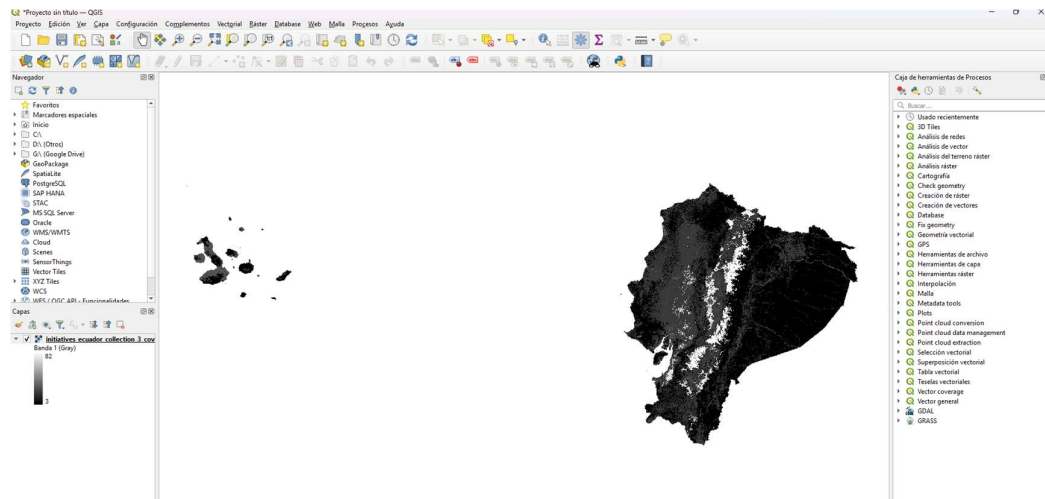 *Proyecto sin título — QGIS
Proyecto Edición Ver Capa Configuración Complementos Vectorial Ráster Database Web Malla Procesos Ayuda
Navegador
Favoritos
Marcadores espaciales
Inicio
C:\
D:\ (Otros)
G:\ (Google Drive)
GeoPackage
SpatiaLite
PostgreSQL
SAP HANA
STAC
MS SQL Server
Oracle
WMS/WMTS
Cloud
Scenes
SensorThings
Vector Tiles
XYZ Tiles
WCS
WFS / OGC API - Funcionalidades
Capas
initiatives_ecuador_collection_3_cov
Banda 1 (Gray)
82
3
Caja de herramientas de Procesos
Buscar...
Usado recientemente
3D Tiles
Análisis de redes
Análisis de vector
Análisis del terreno ráster
Análisis ráster
Cartografía
Check geometry
Creación de ráster
Creación de vectores
Database
Fix geometry
Geometría vectorial
GPS
Herramientas de archivo
Herramientas de capa
Herramientas ráster
Interpolación
Malla
Metadata tools
Plots
Point cloud conversion
Point cloud data management
Point cloud extraction
Selección vectorial
Superposición vectorial
Tabla vectorial
Teselas vectoriales
Vector coverage
Vector general
GDAL
GRASS